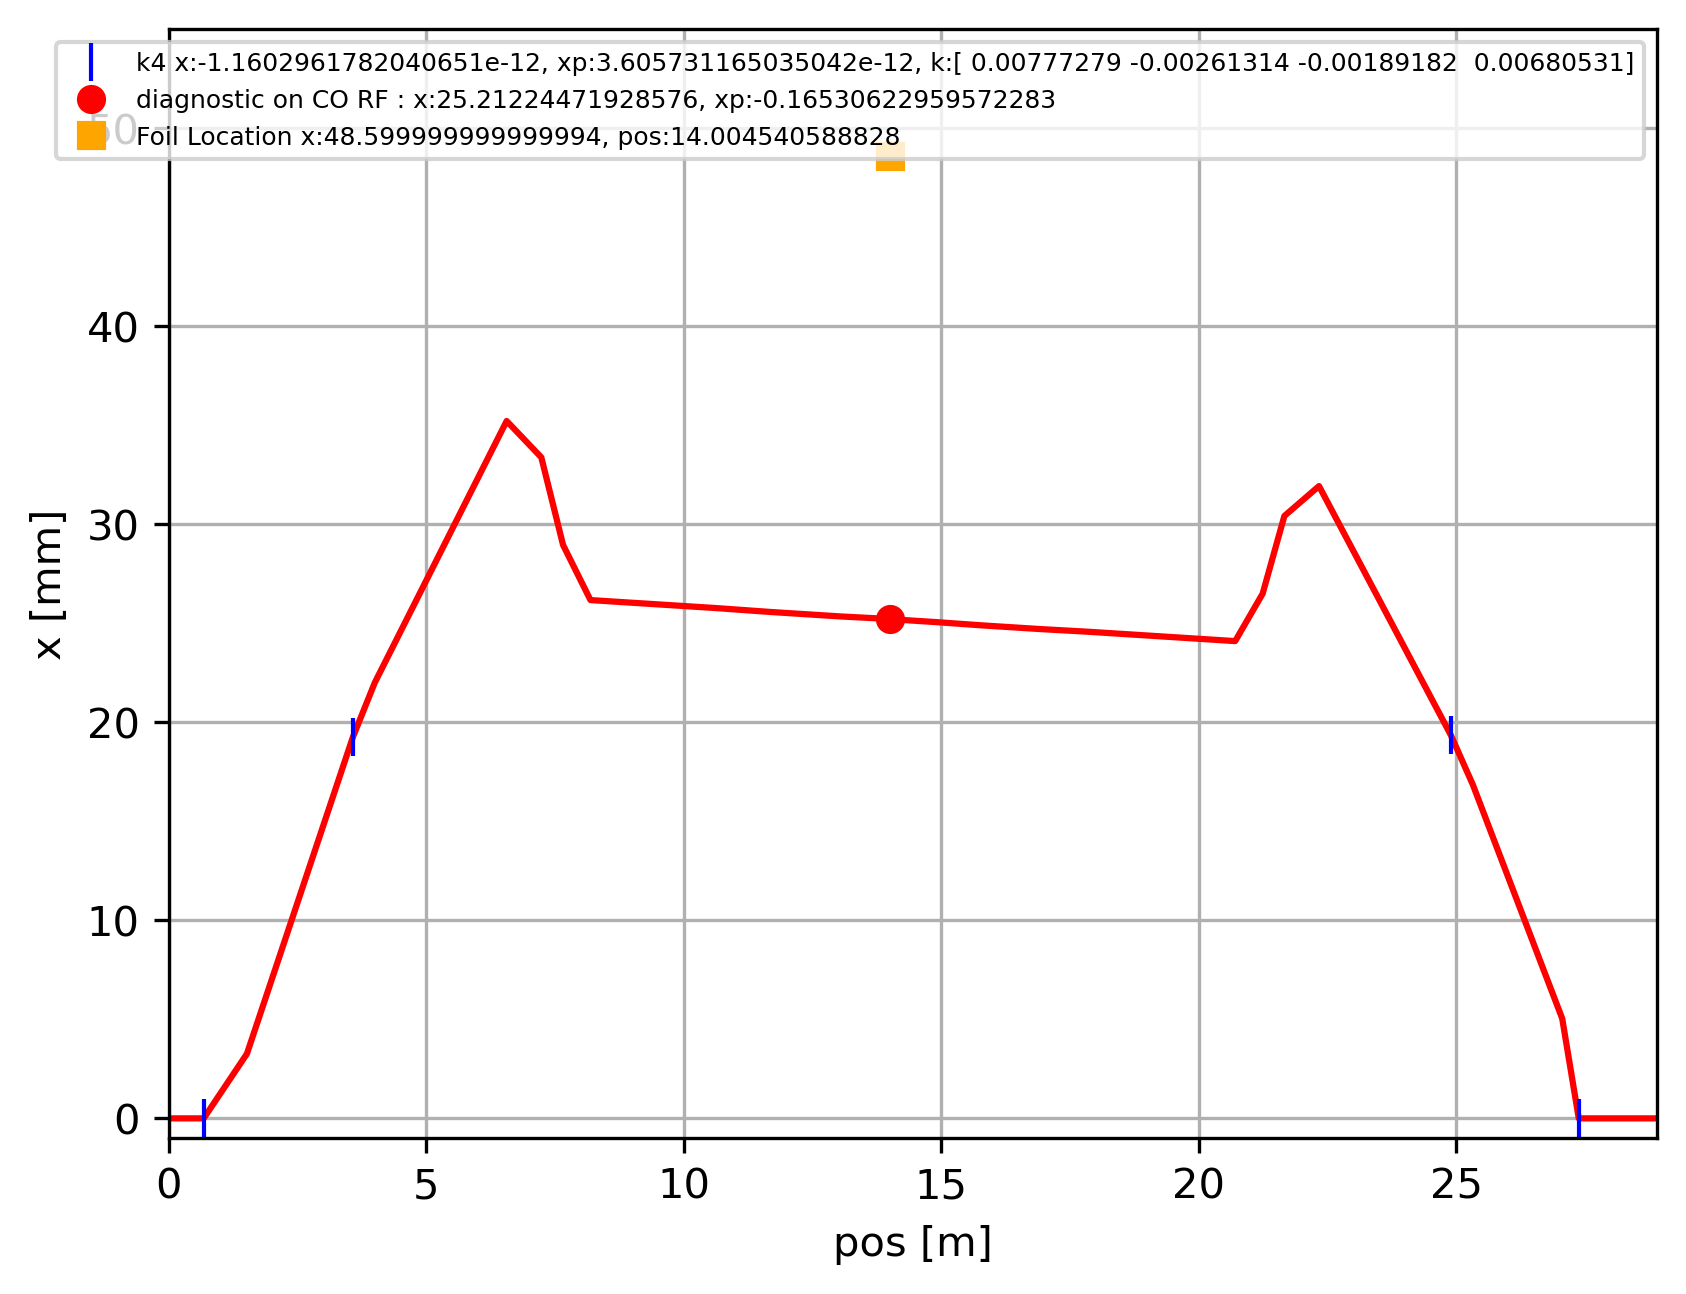 k4 x:-1.1602961782040651e-12, xp:3.605731165035042e-12, k:[ 0.00777279 -0.00261314 -0.00189182  0.00680531]
diagnostic on CO RF : x:25.21224471928576, xp:-0.16530622959572283
Foil Location x:48.599999999999994, pos:14.004540588828
50
40
30
20
10
0
x [mm]
0 5 10 15 20 25
pos [m]